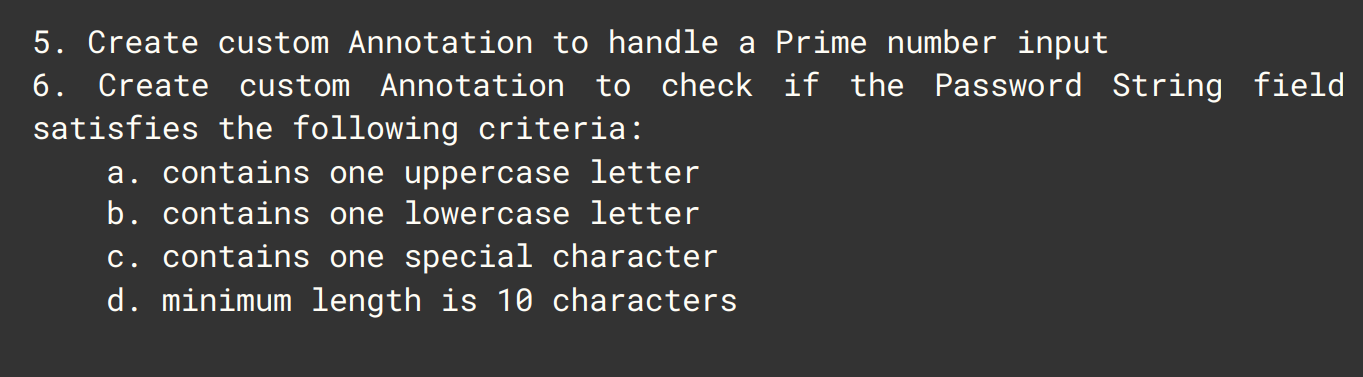 5. Create custom Annotation to handle a Prime number input
6. Create custom Annotation to check if the Password String field
satisfies the following criteria:
a. contains one uppercase letter
b. contains one lowercase letter
c. contains one special character
d. minimum length is 10 characters